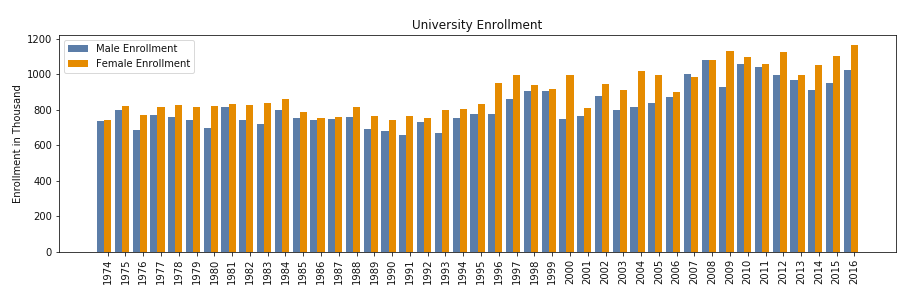 University Enrollment
Male Enrollment
Female Enrollment
Enrollment in Thousand
1200
1000
800
600
400
200
0
1974 1975 1976 1977 1978 1979 1980 1981 1982 1983 1984 1985 1986 1987 1988 1989 1990 1991 1992 1993 1994 1995 1996 1997 1998 1999 2000 2001 2002 2003 2004 2005 2006 2007 2008 2009 2010 2011 2012 2013 2014 2015 2016